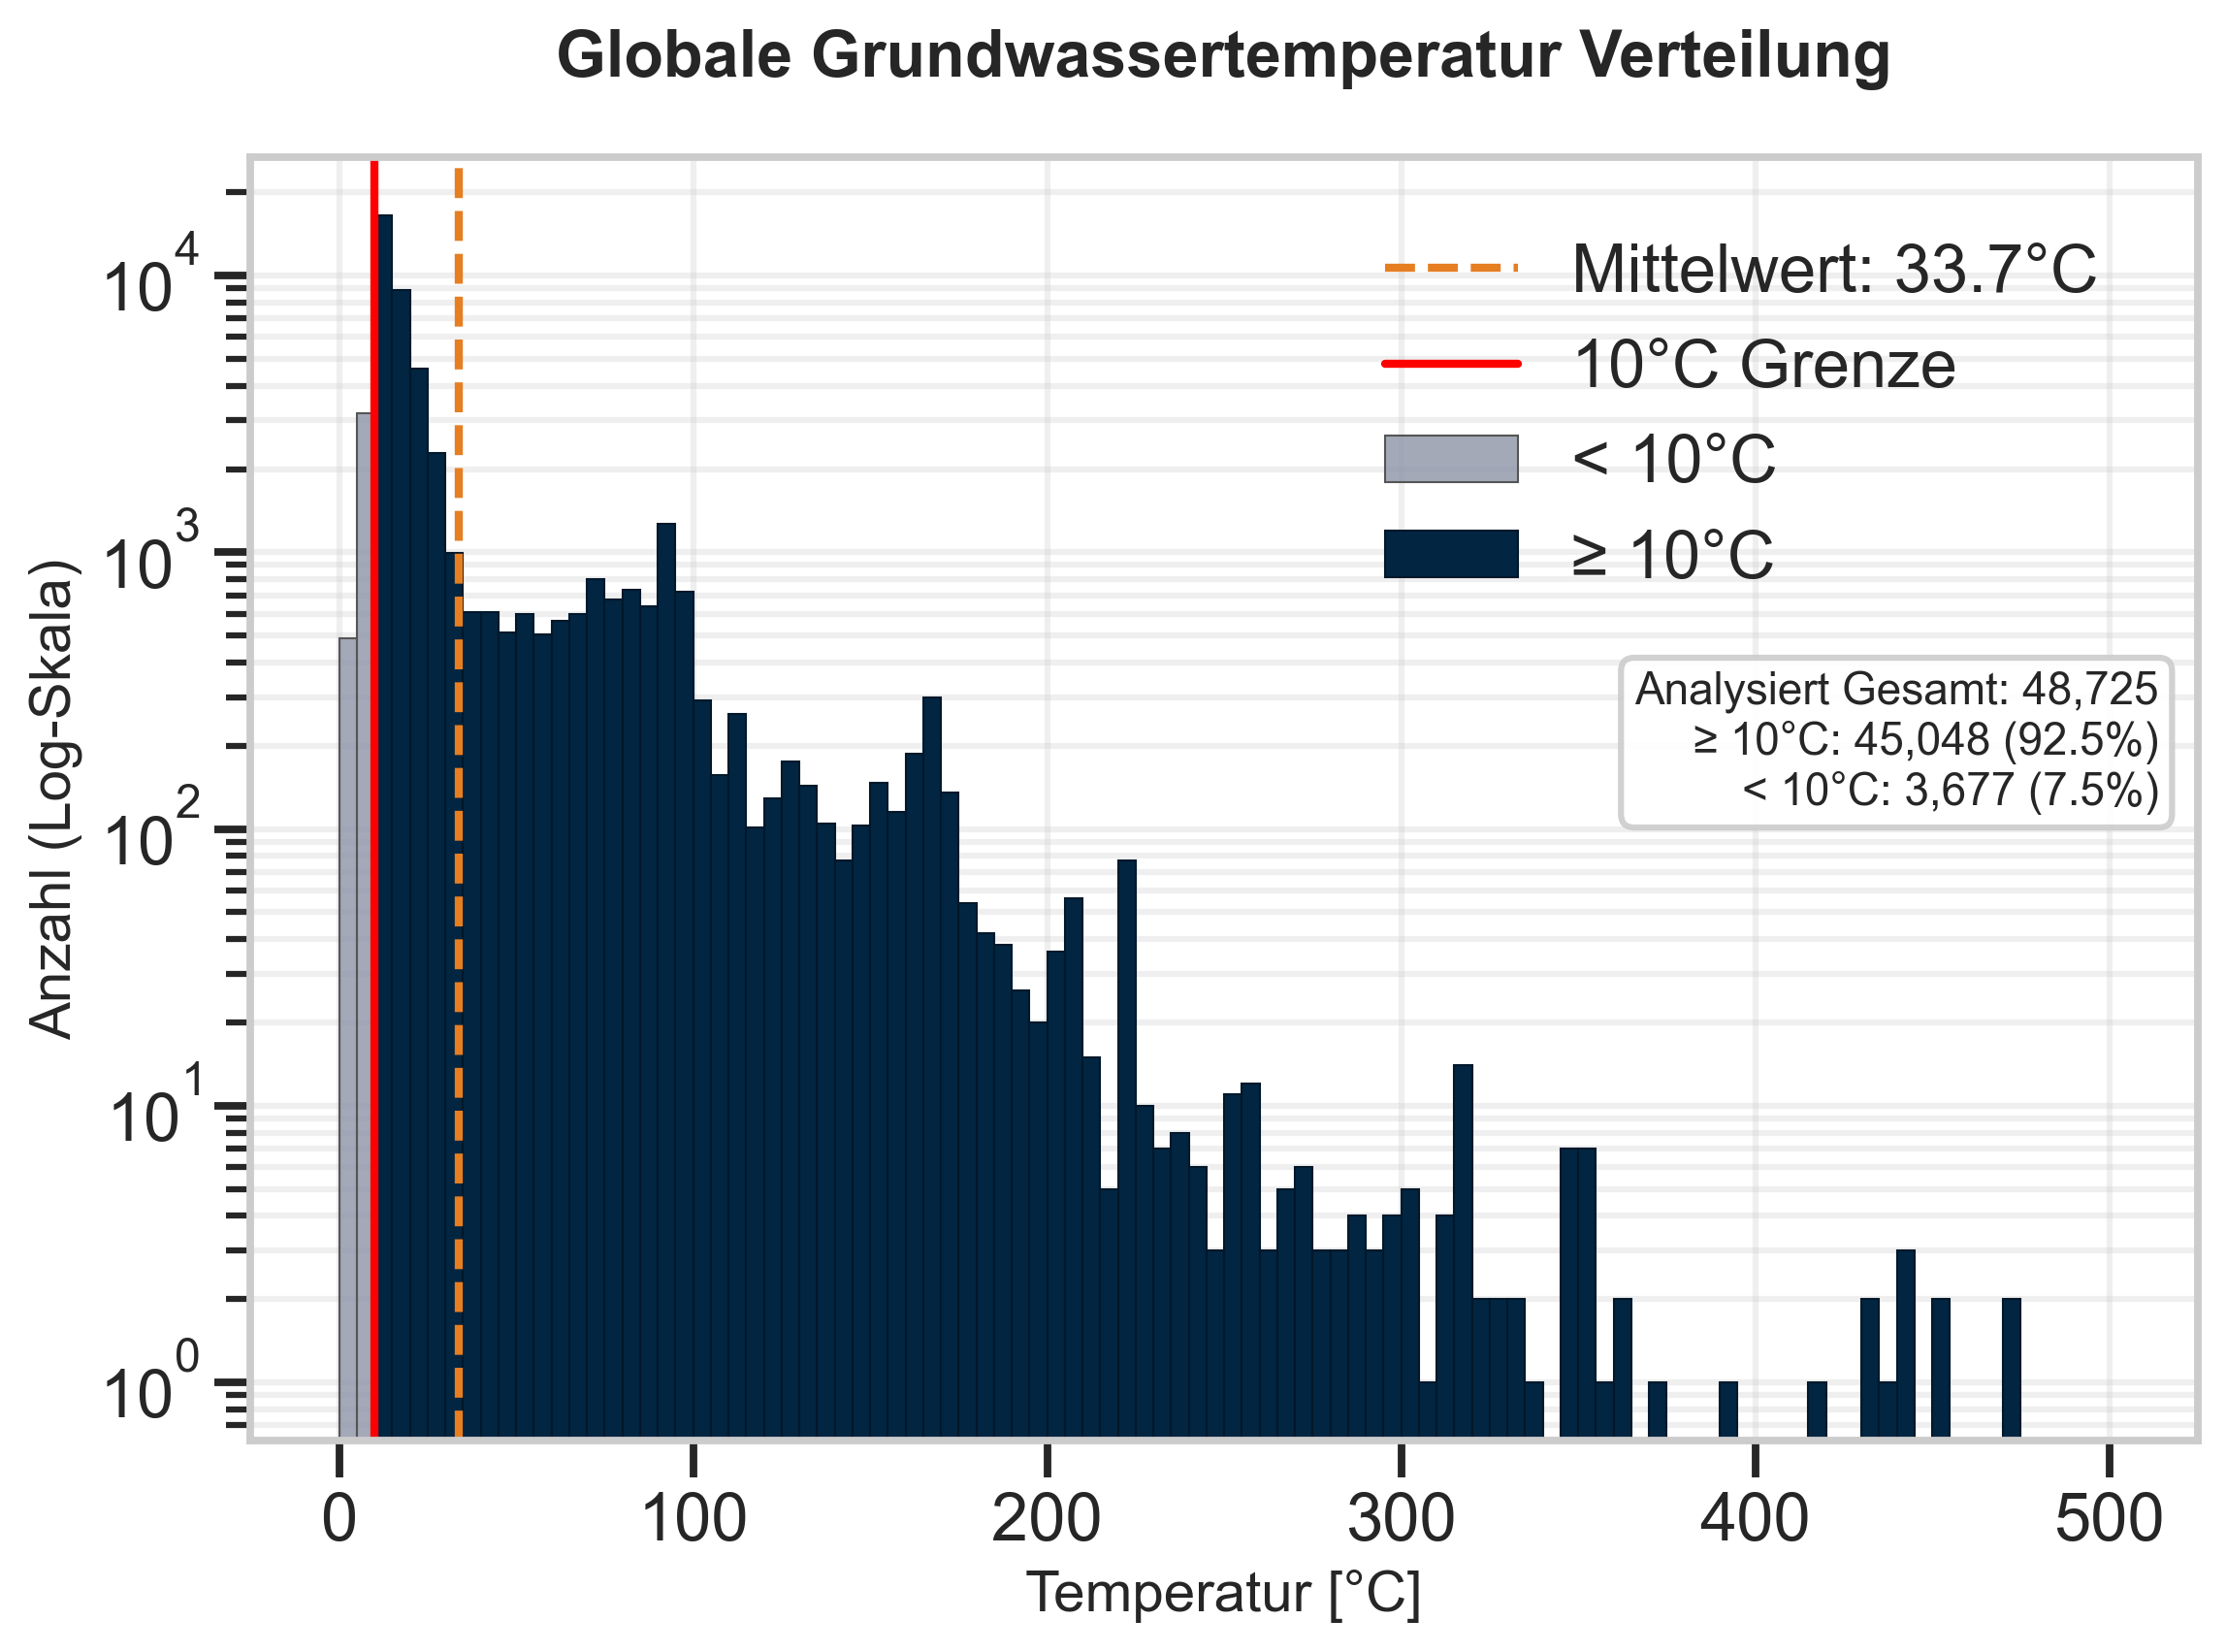 Globale Grundwassertemperatur Verteilung
Anzahl (Log-Skala)
10^4
10^3
10^2
10^1
10^0
Mittelwert: 33.7°C
10°C Grenze
< 10°C
≥ 10°C
Analysiert Gesamt: 48,725
≥ 10°C: 45,048 (92.5%)
< 10°C: 3,677 (7.5%)
0 100 200 300 400 500
Temperatur [°C]